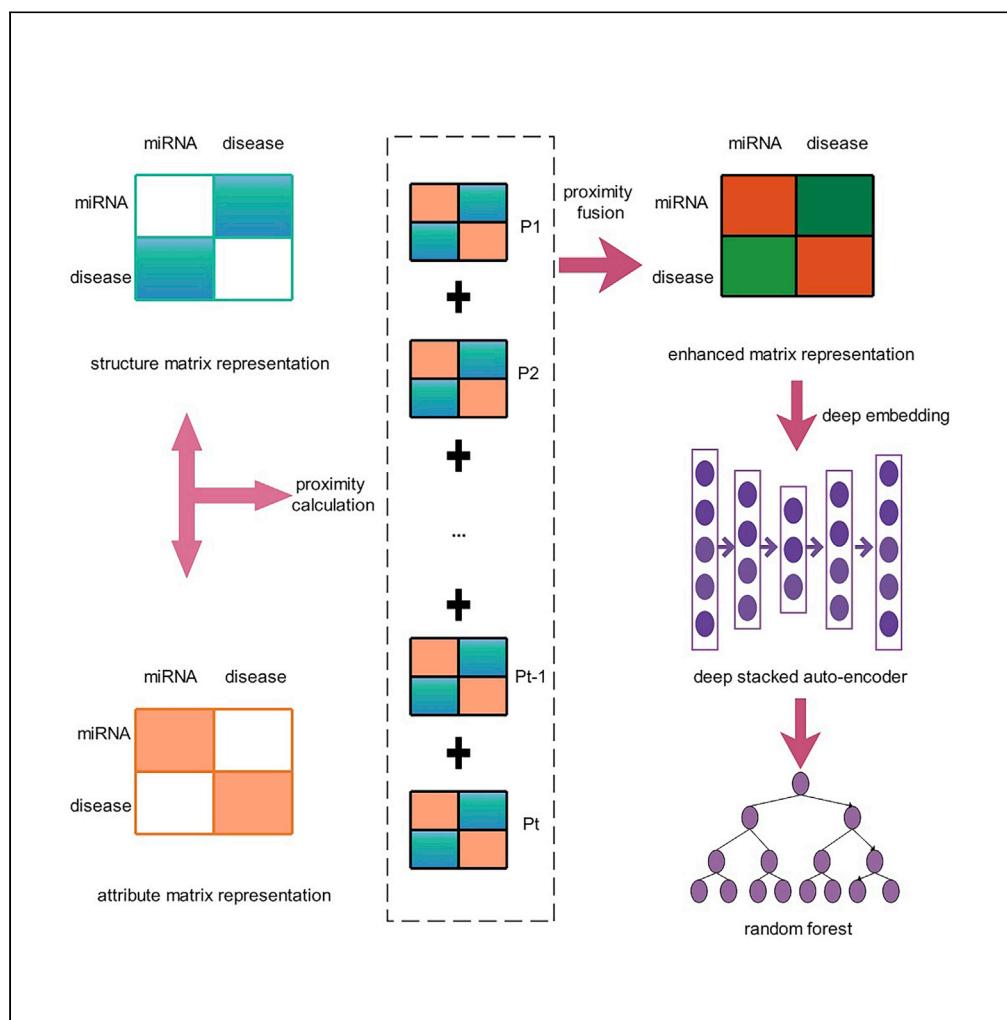 miRNA disease
miRNA
disease
structure matrix representation
proximity
calculation
miRNA disease
miRNA
disease
attribute matrix representation
P1
P2
...
Pt-1
Pt
proximity
fusion
miRNA disease
miRNA
disease
enhanced matrix representation
deep embedding
deep stacked auto-encoder
random forest